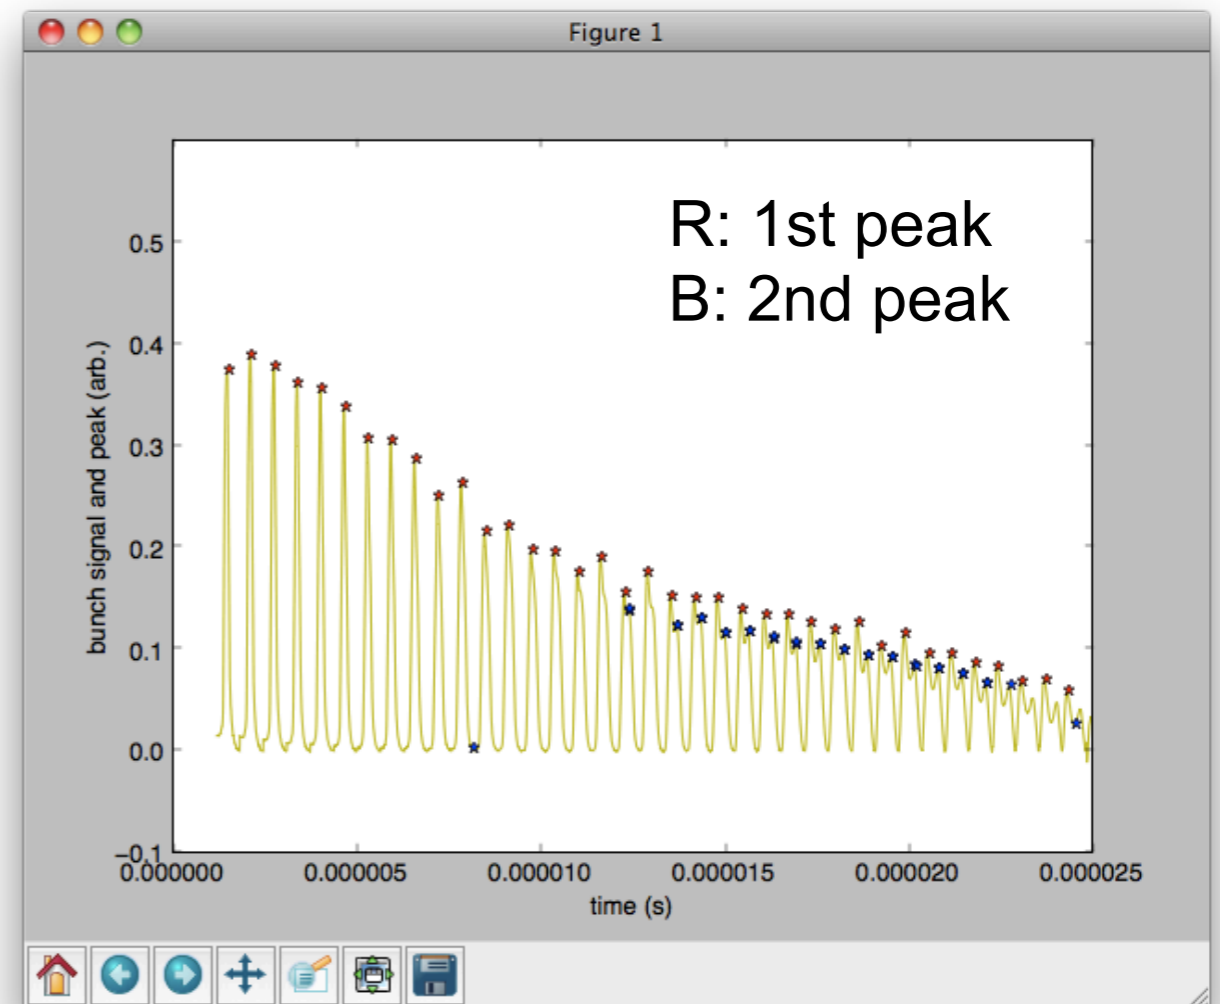 Figure 1
R: 1st peak
B: 2nd peak
0.5
0.4
0.3
0.2
0.1
0.0
−0.1
bunch signal and peak (arb.)
0.000000 0.000005 0.000010 0.000015 0.000020 0.000025
time (s)